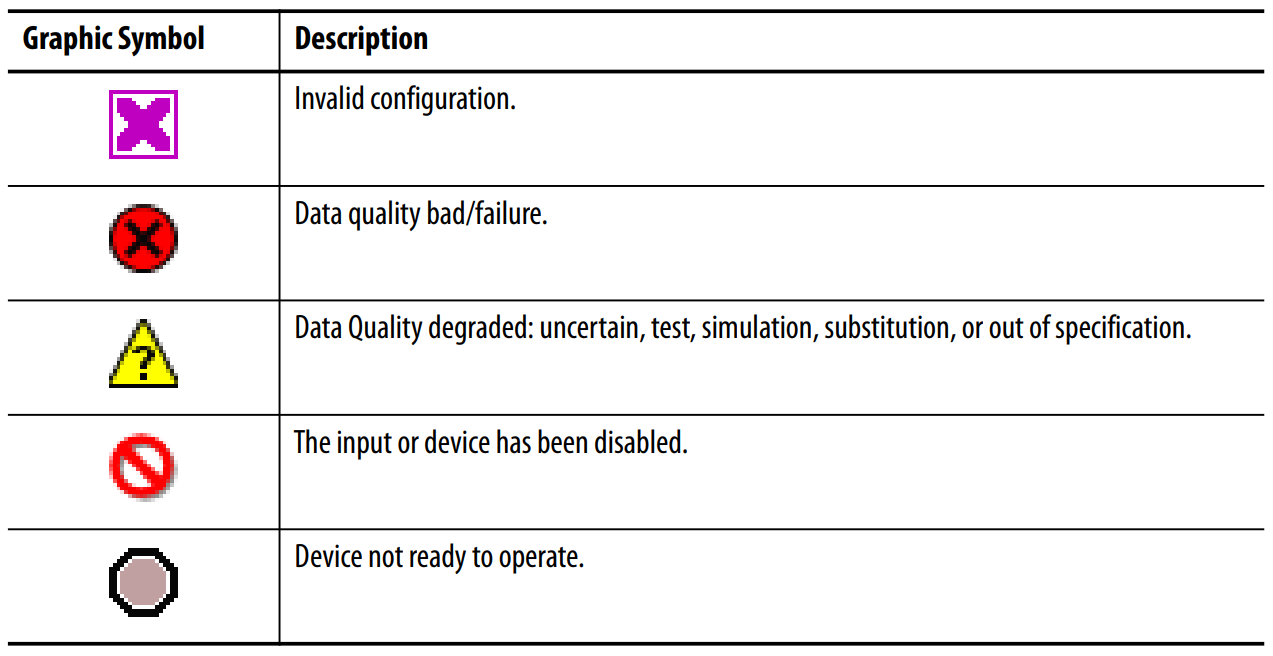 Graphic Symbol Description
Invalid configuration.
Data quality bad/failure.
?
Data Quality degraded: uncertain, test, simulation, substitution, or out of specification.
The input or device has been disabled.
Device not ready to operate.